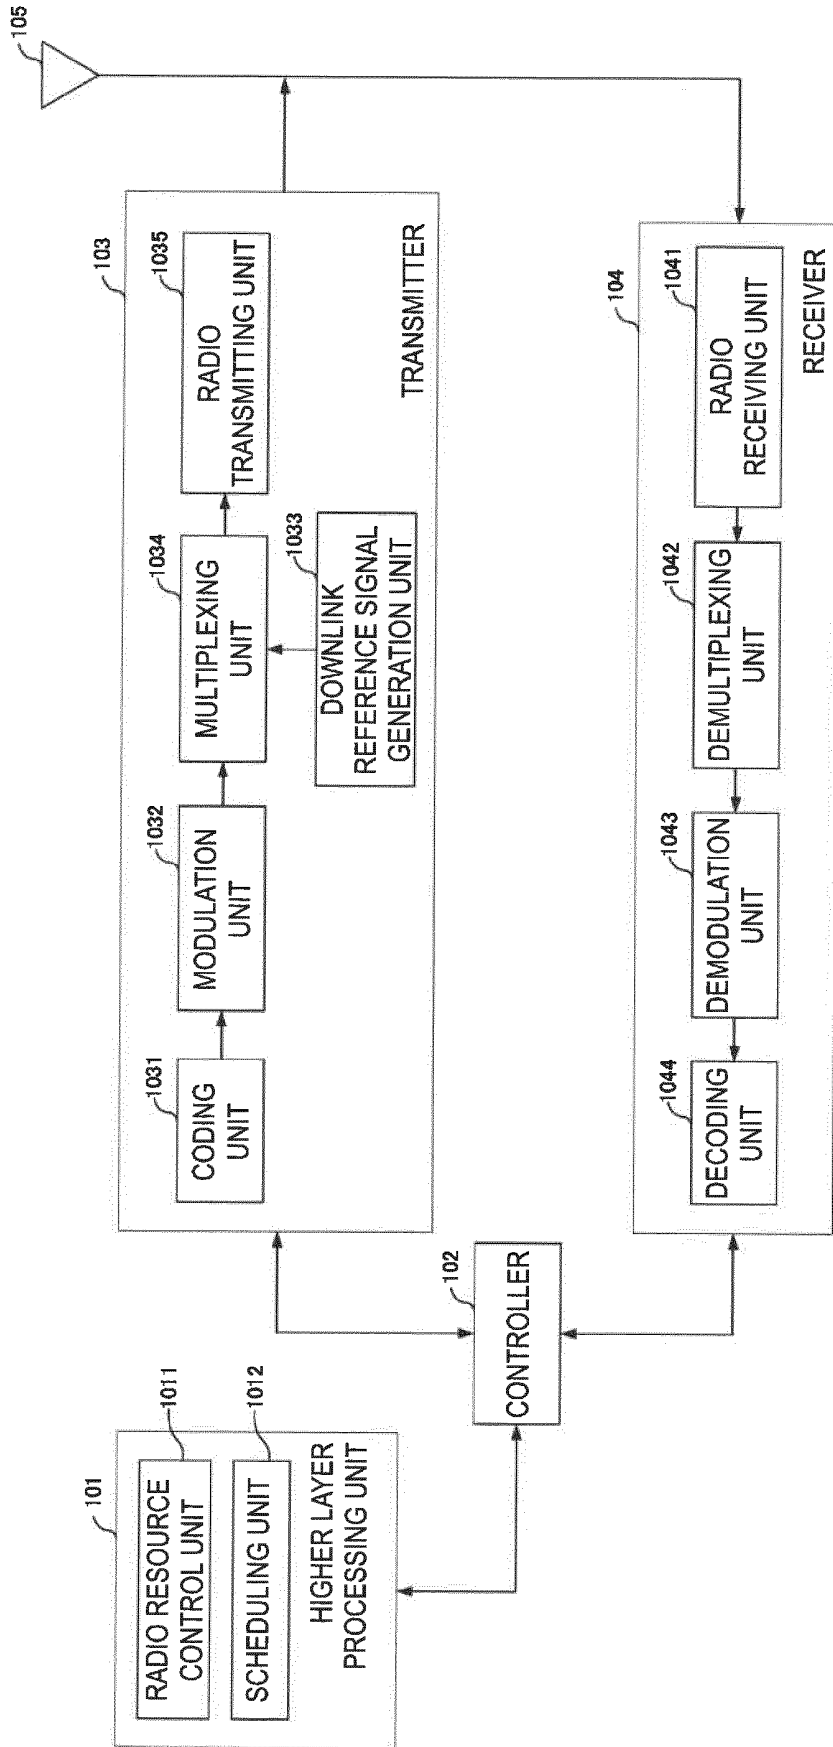 101
RADIO RESOURCE
CONTROL UNIT
1011
SCHEDULING UNIT
1012
HIGHER LAYER
PROCESSING UNIT
102
CONTROLLER
103
1031
CODING
UNIT
1032
MODULATION
UNIT
1034
MULTIPLEXING
UNIT
1035
RADIO
TRANSMITTING UNIT
1033
DOWNLINK
REFERENCE SIGNAL
GENERATION UNIT
TRANSMITTER
105
104
1044
DECODING
UNIT
1043
DEMODULATION
UNIT
1042
DEMULTIPLEXING
UNIT
1041
RADIO
RECEIVING UNIT
RECEIVER